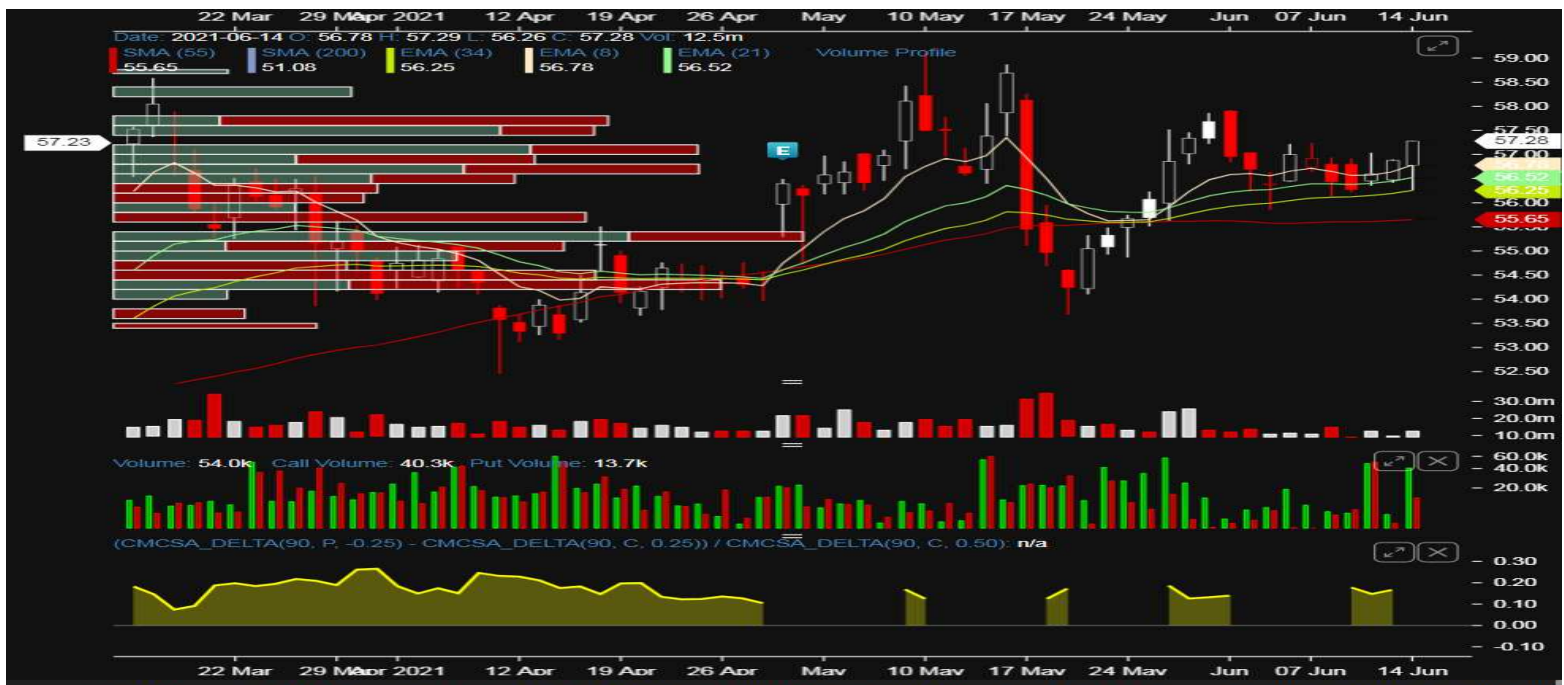 22 Mar 29 Mar Apr 2021 12 Apr 19 Apr 26 Apr May 10 May 17 May 24 May Jun 07 Jun 14 Jun
Date: 2021-06-14 O: 56.78 H: 57.29 L: 56.26 C: 57.28 Vol: 12.5m
SMA (55) SMA (200) EMA (34) EMA (8) EMA (21) Volume Profile
55.65 51.08 56.25 56.78 56.52
59.00
58.50
58.00
57.50
57.23
57.28
57.00
56.78
56.52
56.25
56.00
55.65
55.50
55.00
54.50
54.00
53.50
53.00
52.50
E
30.0m
20.0m
10.0m
Volume: 54.0k Call Volume: 40.3k Put Volume: 13.7k
60.0k
40.0k
20.0k
(CMCSA_DELTA(90, P, -0.25) - CMCSA_DELTA(90, C, 0.25)) / CMCSA_DELTA(90, C, 0.50): n/a
0.30
0.20
0.10
0.00
-0.10
22 Mar 29 Mar Apr 2021 12 Apr 19 Apr 26 Apr May 10 May 17 May 24 May Jun 07 Jun 14 Jun